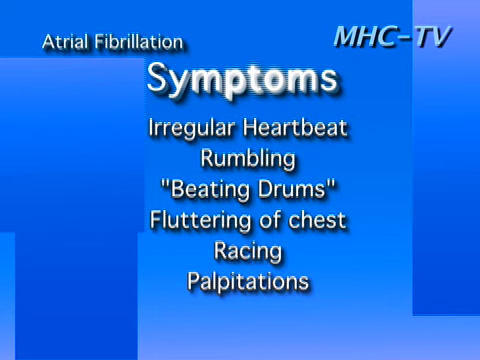 Atrial Fibrillation
MHC-TV
Symptoms
Irregular Heartbeat
Rumbling
"Beating Drums"
Fluttering of chest
Racing
Palpitations